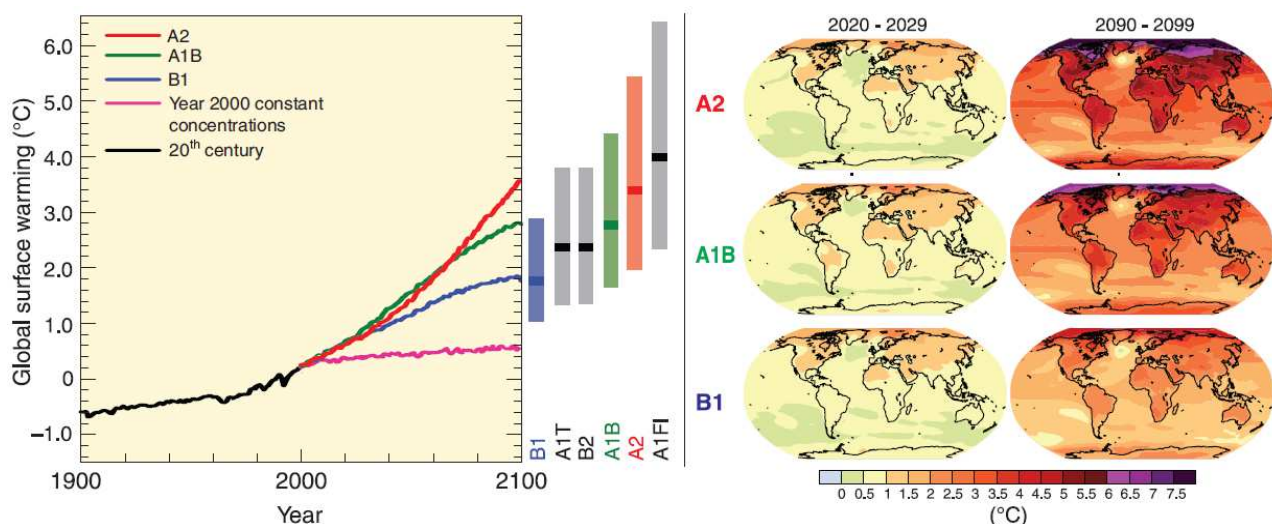 6.0
5.0
4.0
3.0
2.0
1.0
0
–1.0
Global surface warming (°C)
A2
A1B
B1
Year 2000 constant
concentrations
20th century
1900
2000
2100
Year
B1
A1T
B2
A1B
A2
A1FI
2020 - 2029
2090 - 2099
A2
A1B
B1
0 0.5 1 1.5 2 2.5 3 3.5 4 4.5 5 5.5 6 6.5 7 7.5
(°C)